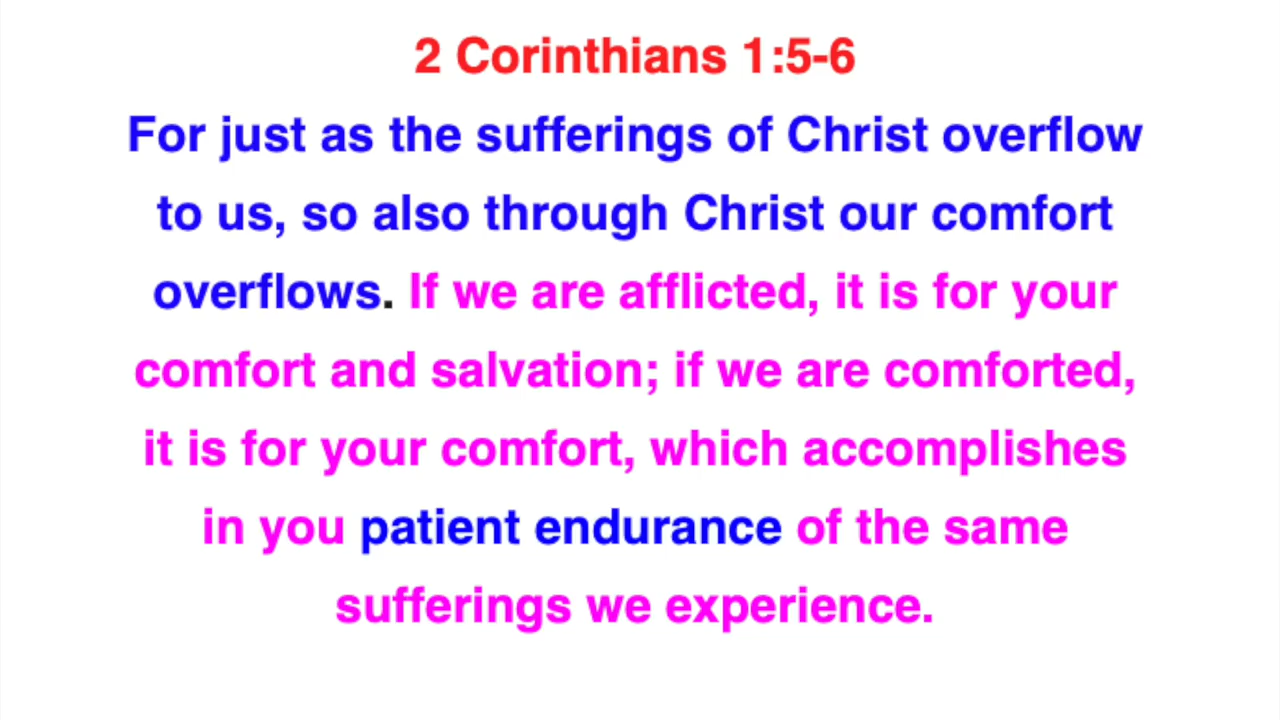 2 Corinthians 1:5-6
For just as the sufferings of Christ overflow
to us, so also through Christ our comfort
overflows. If we are afflicted, it is for your
comfort and salvation; if we are comforted,
it is for your comfort, which accomplishes
in you patient endurance of the same
sufferings we experience.